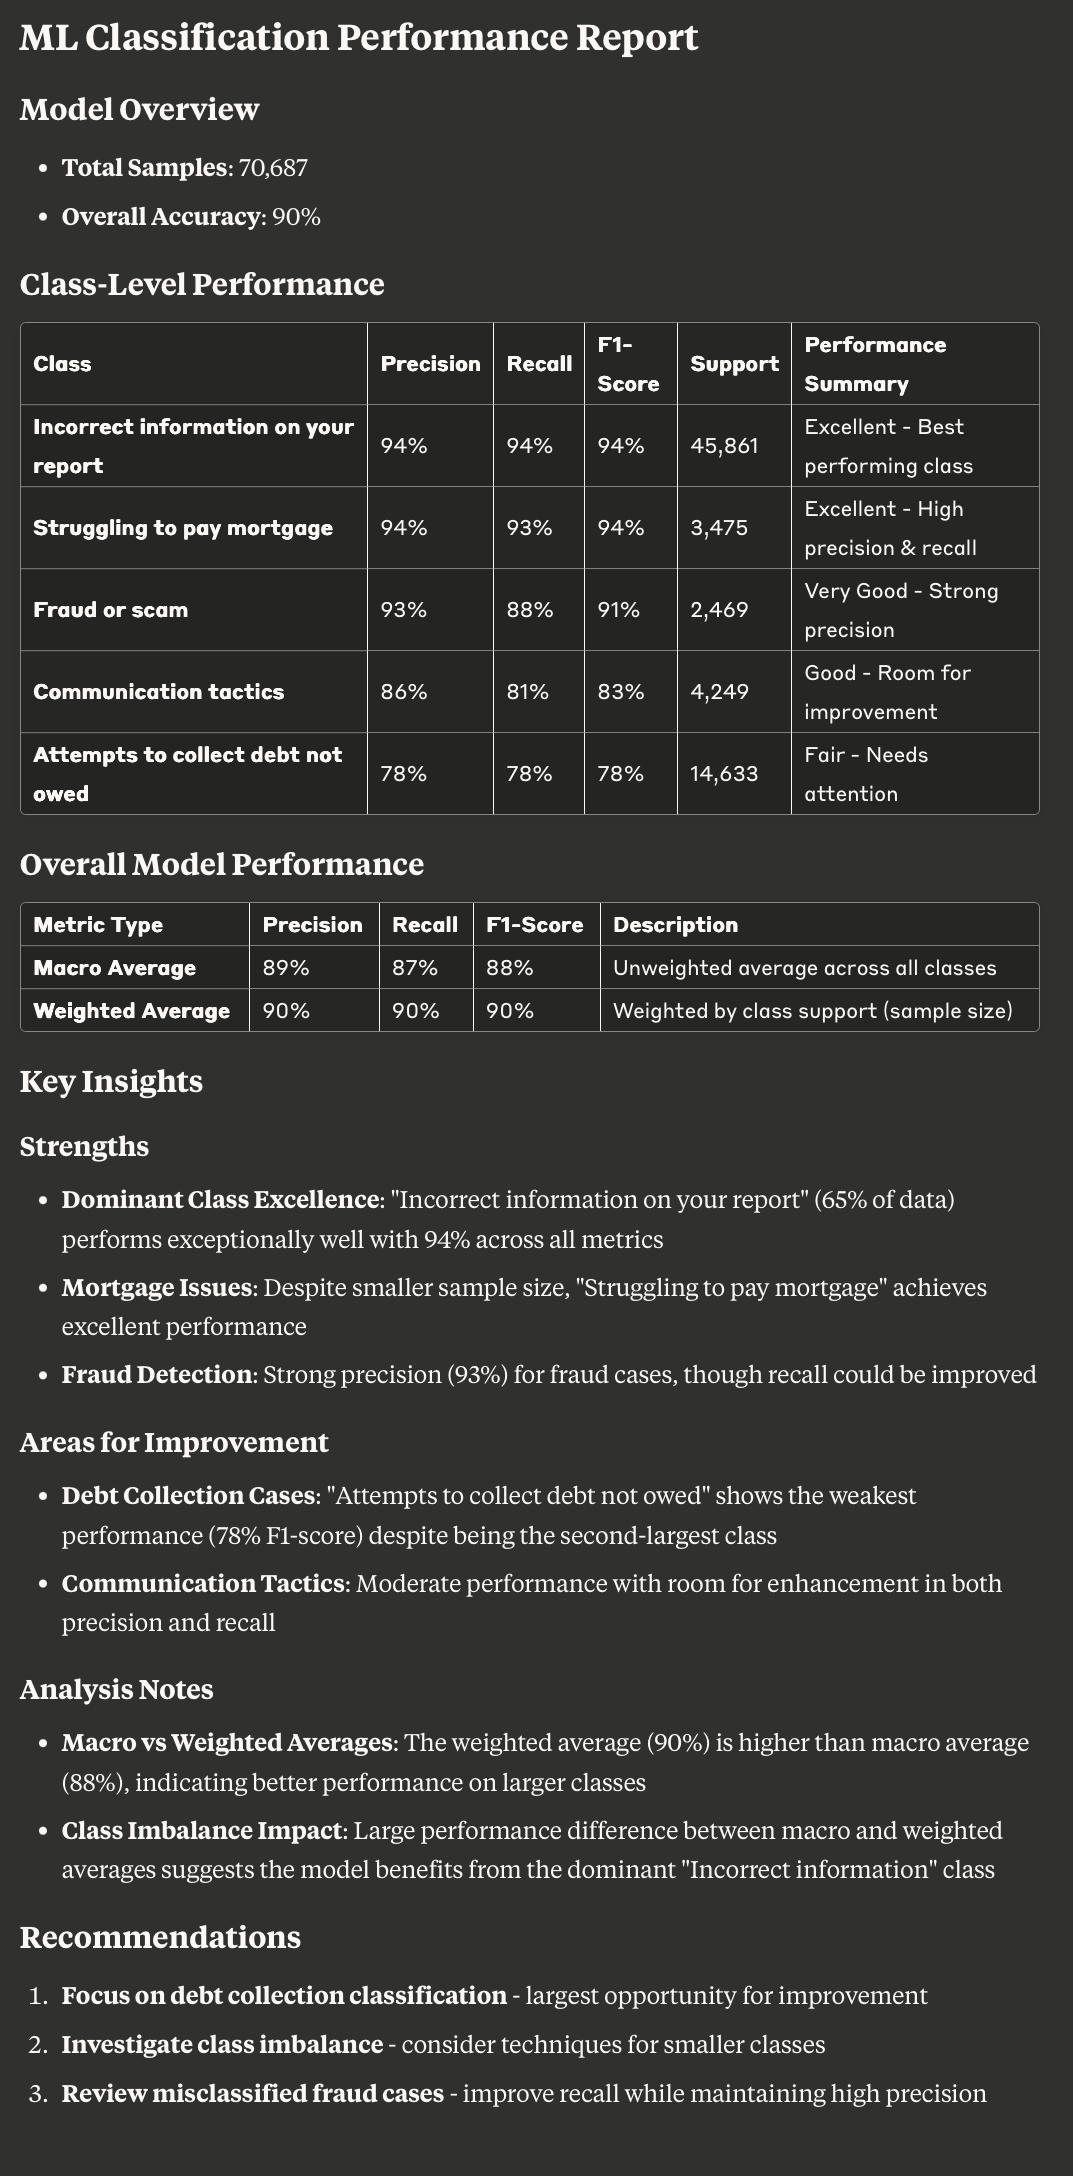 ML Classification Performance Report
Model Overview
• Total Samples: 70,687
• Overall Accuracy: 90%
Class-Level Performance
Class Precision Recall F1-Score Support Performance Summary
Incorrect information on your report 94% 94% 94% 45,861 Excellent - Best performing class
Struggling to pay mortgage 94% 93% 94% 3,475 Excellent - High precision & recall
Fraud or scam 93% 88% 91% 2,469 Very Good - Strong precision
Communication tactics 86% 81% 83% 4,249 Good - Room for improvement
Attempts to collect debt not owed 78% 78% 78% 14,633 Fair - Needs attention
Overall Model Performance
Metric Type Precision Recall F1-Score Description
Macro Average 89% 87% 88% Unweighted average across all classes
Weighted Average 90% 90% 90% Weighted by class support (sample size)
Key Insights
Strengths
• Dominant Class Excellence: "Incorrect information on your report" (65% of data)
performs exceptionally well with 94% across all metrics
• Mortgage Issues: Despite smaller sample size, "Struggling to pay mortgage" achieves
excellent performance
• Fraud Detection: Strong precision (93%) for fraud cases, though recall could be improved
Areas for Improvement
• Debt Collection Cases: "Attempts to collect debt not owed" shows the weakest
performance (78% F1-score) despite being the second-largest class
• Communication Tactics: Moderate performance with room for enhancement in both
precision and recall
Analysis Notes
• Macro vs Weighted Averages: The weighted average (90%) is higher than macro average
(88%), indicating better performance on larger classes
• Class Imbalance Impact: Large performance difference between macro and weighted
averages suggests the model benefits from the dominant "Incorrect information" class
Recommendations
1. Focus on debt collection classification - largest opportunity for improvement
2. Investigate class imbalance - consider techniques for smaller classes
3. Review misclassified fraud cases - improve recall while maintaining high precision